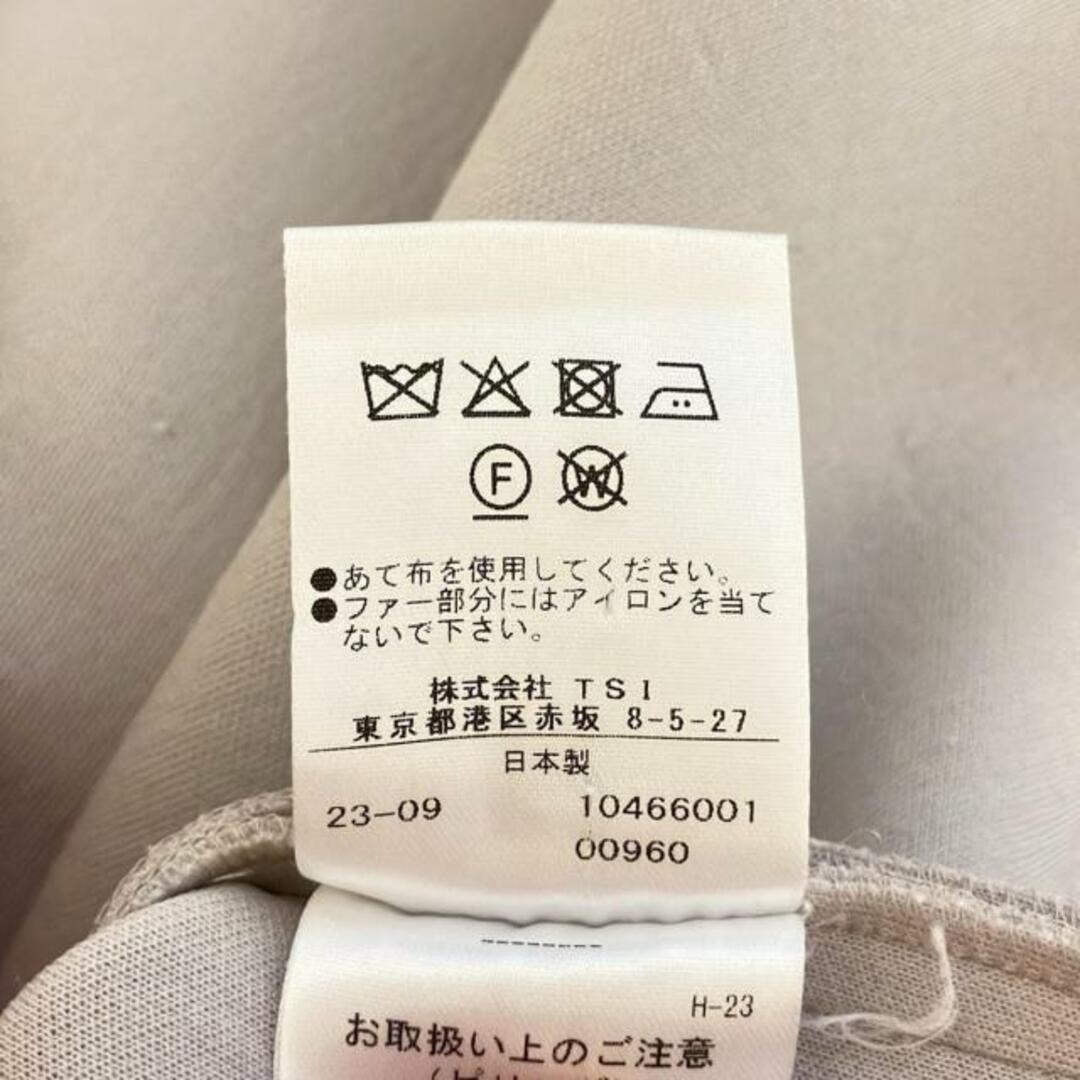 F W
●あて布を使用してください。
●ファー部分にはアイロンを当て
ないで下さい。
株式会社 TSI
東京都港区赤坂 8-5-27
日本製
23-09 10466001
00960
---------
H-23
お取扱い上のご注意